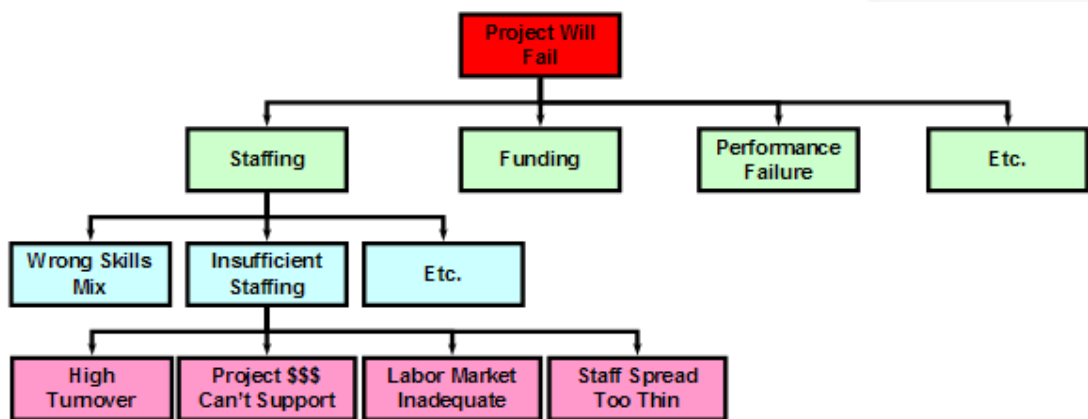 Project Will
Fail
Staffing
Funding
Performance
Failure
Etc.
Wrong Skills
Mix
Insufficient
Staffing
Etc.
High
Turnover
Project $$$
Can't Support
Labor Market
Inadequate
Staff Spread
Too Thin